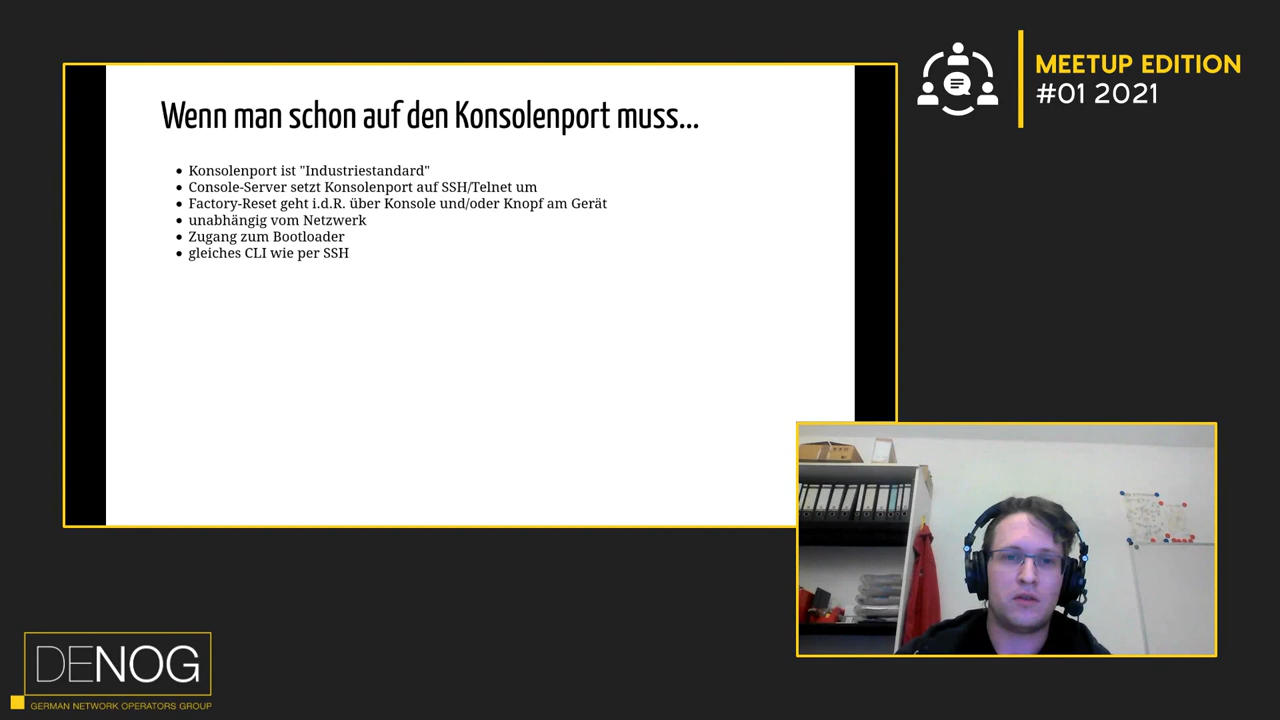 Wenn man schon auf den Konsolenport muss...
• Konsolenport ist "Industriestandard"
• Console-Server setzt Konsolenport auf SSH/Telnet um
• Factory-Reset geht i.d.R. über Konsole und/oder Knopf am Gerät
• unabhängig vom Netzwerk
• Zugang zum Bootloader
• gleiches CLI wie per SSH
MEETUP EDITION
#01 2021
DENOG
GERMAN NETWORK OPERATORS GROUP